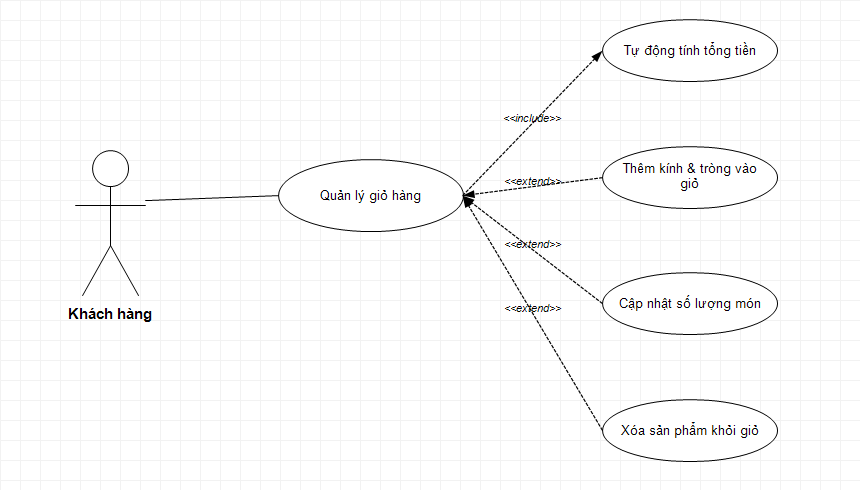 Tự động tính tổng tiền
<<include>>
Thêm kính & tròng vào
giỏ
<<extend>>
Quản lý giỏ hàng
<<extend>>
Cập nhật số lượng món
<<extend>>
Khách hàng
Xóa sản phẩm khỏi giỏ